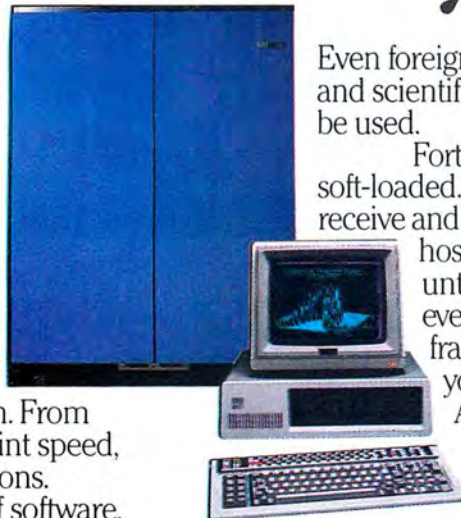 Even foreign
and scientif
be used.
Fort
soft-loaded.
receive and
hos
unt
eve
fra
yo
A
n. From
int speed,
ons.
f software.